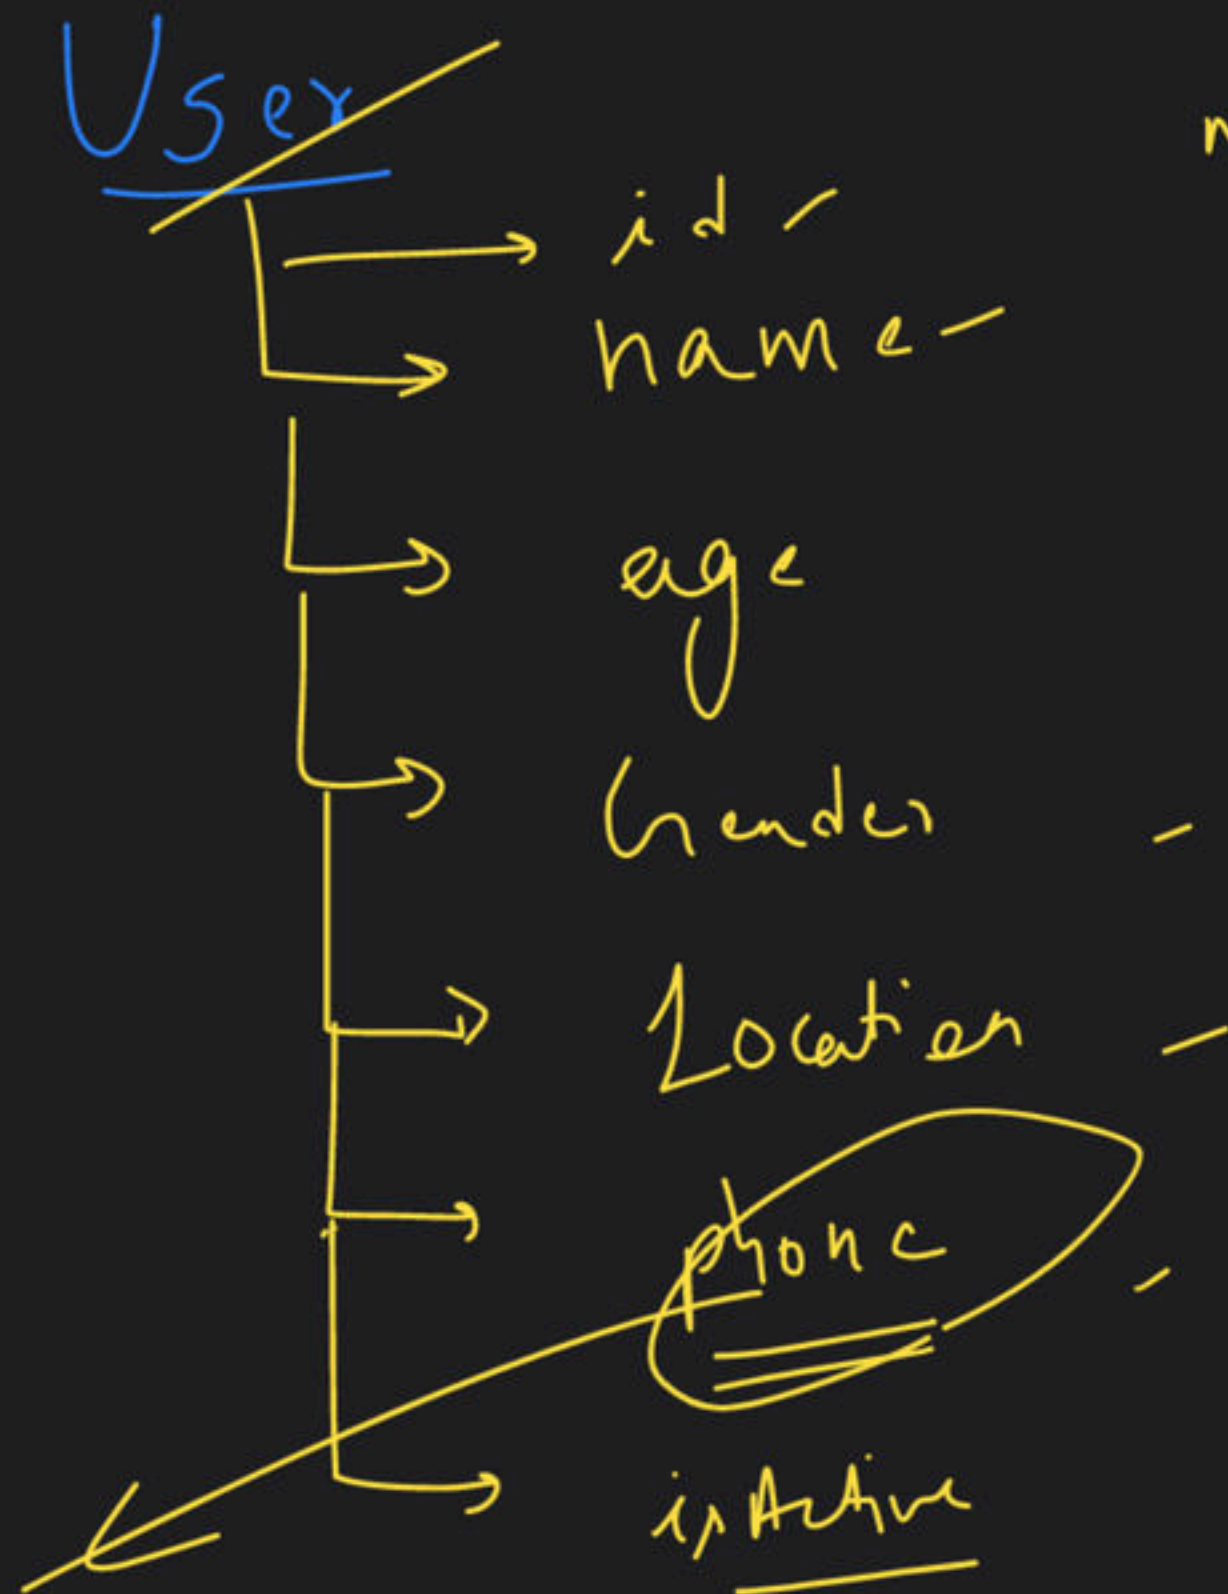 User
id
name
age
Gender
Location
phone
isActive